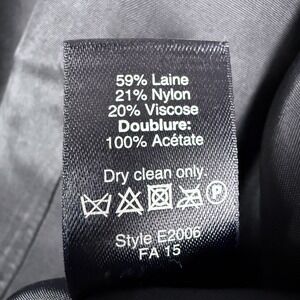 59% Laine
21% Nylon
20% Viscose
Doublure:
100% Acétate
Dry clean only
P
Style E2006
FA 15